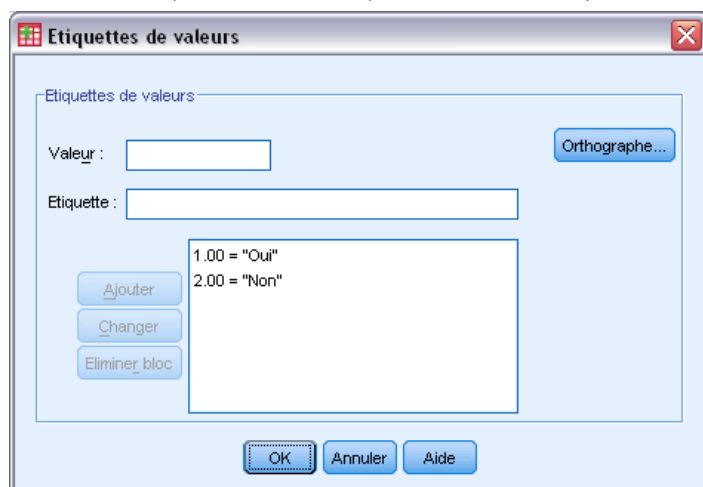 Etiquettes de valeurs
Etiquettes de valeurs
Valeur :
Orthographe...
Etiquette :
1.00 = "Oui"
2.00 = "Non"
Ajouter
Changer
Eliminer bloc
OK Annuler Aide